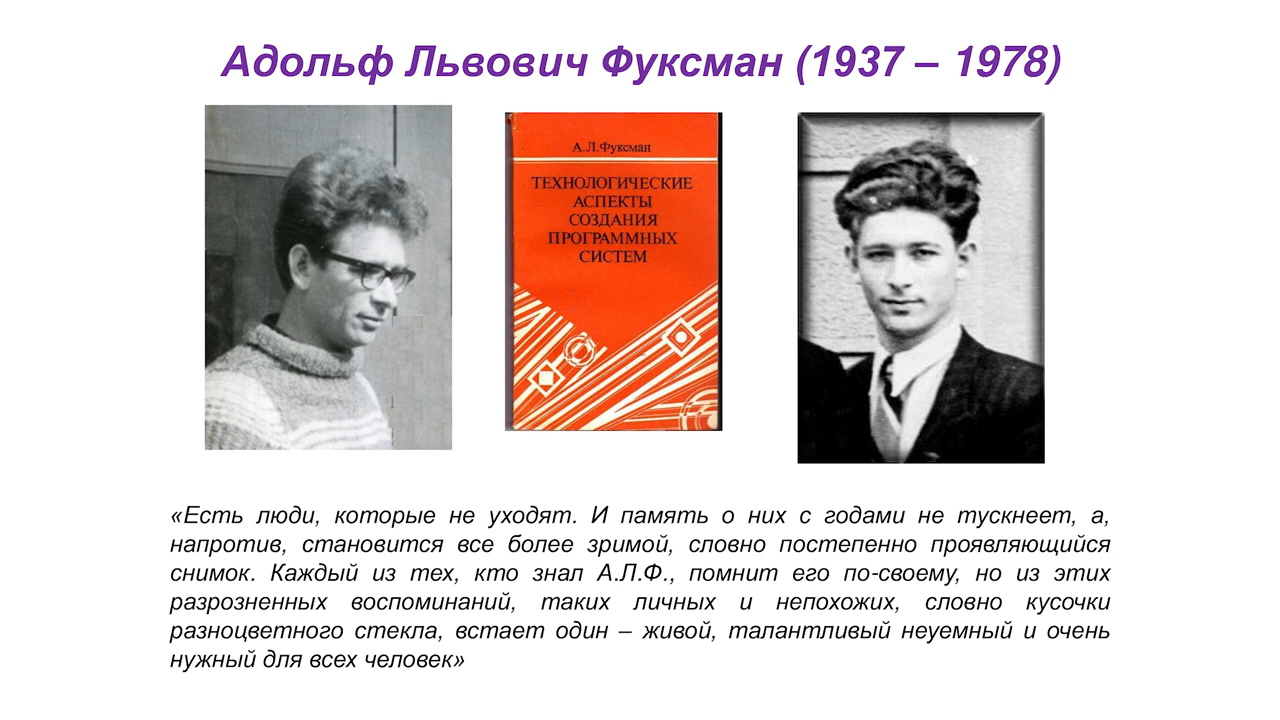 Адольф Львович Фуксман (1937 – 1978)
А.Л.Фуксман
ТЕХНОЛОГИЧЕСКИЕ
АСПЕКТЫ
СОЗДАНИЯ
ПРОГРАММНЫХ
СИСТЕМ
«Есть люди, которые не уходят. И память о них с годами не тускнеет, а,
напротив, становится все более зримой, словно постепенно проявляющийся
снимок. Каждый из тех, кто знал А.Л.Ф., помнит его по-своему, но из этих
разрозненных воспоминаний, таких личных и непохожих, словно кусочки
разноцветного стекла, встает один – живой, талантливый неуемный и очень
нужный для всех человек»